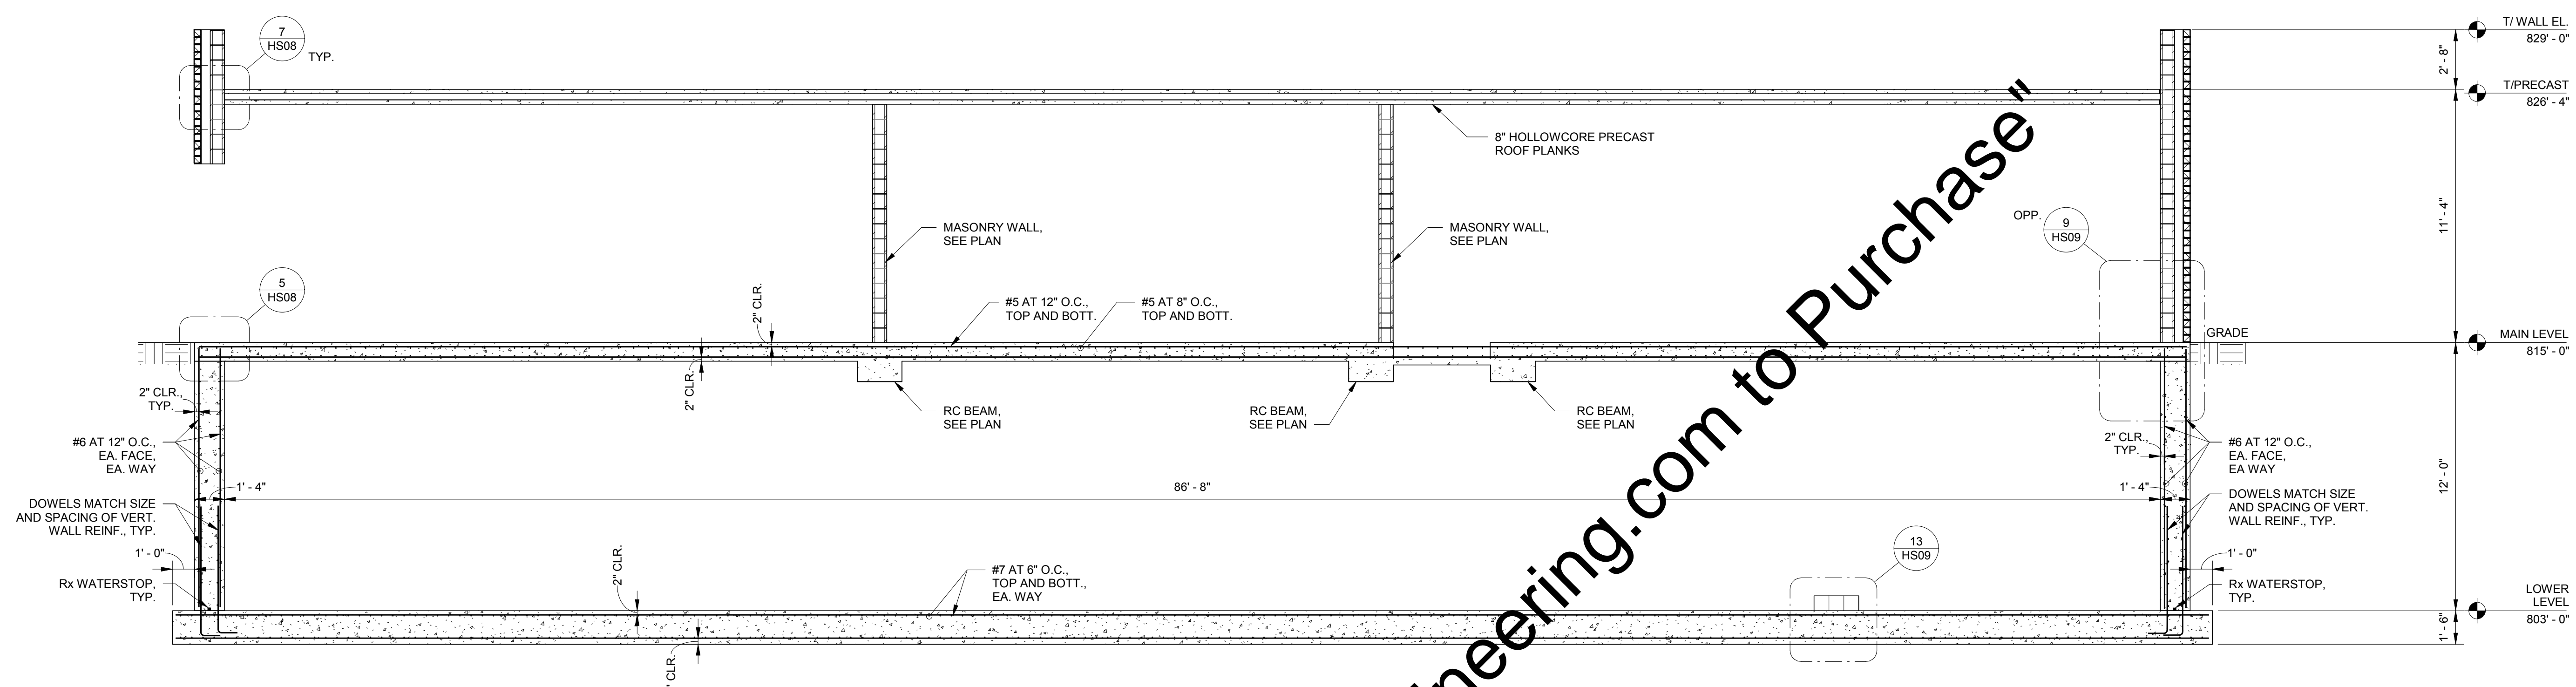 7
HS08
TYP.
T/ WALL EL.
829' - 0"
2' - 8"
T/PRECAST
826' - 4"
8" HOLLOWCORE PRECAST
ROOF PLANKS
11' - 4"
MASONRY WALL,
SEE PLAN
MASONRY WALL,
SEE PLAN
OPP.
9
HS09
5
HS08
2" CLR.
#5 AT 12" O.C.,
TOP AND BOTT.
#5 AT 8" O.C.,
TOP AND BOTT.
GRADE
MAIN LEVEL
815' - 0"
2" CLR.
2" CLR.,
TYP.
RC BEAM,
SEE PLAN
RC BEAM,
SEE PLAN
RC BEAM,
SEE PLAN
#6 AT 12" O.C.,
EA. FACE,
EA. WAY
2" CLR.,
TYP.
#6 AT 12" O.C.,
EA. FACE,
EA WAY
1' - 4"
86' - 8"
1' - 4"
12' - 0"
DOWELS MATCH SIZE
AND SPACING OF VERT.
WALL REINF., TYP.
DOWELS MATCH SIZE
AND SPACING OF VERT.
WALL REINF., TYP.
1' - 0"
2" CLR.
#7 AT 6" O.C.,
TOP AND BOTT.,
EA. WAY
13
HS09
1' - 0"
Rx WATERSTOP,
TYP.
Rx WATERSTOP,
TYP.
LOWER
LEVEL
803' - 0"
1' - 6"
CLR.
neering.com to Purchase"